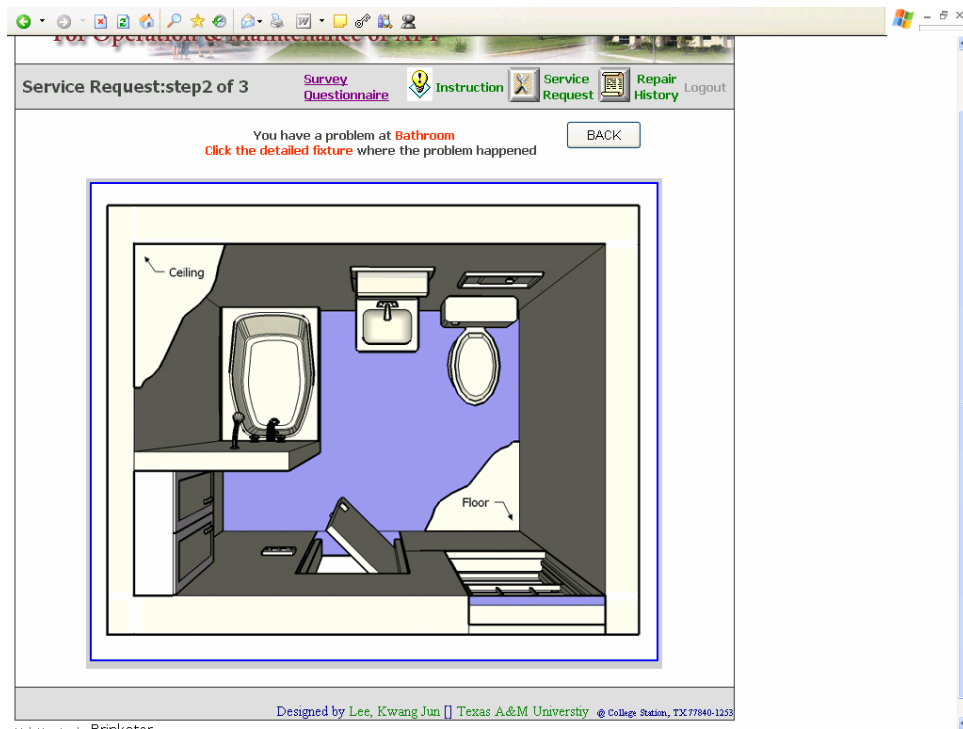 For Operation & Maintenance of APT
Service Request:step2 of 3
Survey
Questionnaire
Instruction
Service
Request
Repair
History
Logout
You have a problem at Bathroom
Click the detailed fixture where the problem happened
BACK
Ceiling
Floor
Designed by Lee, Kwang Jun [] Texas A&M Universtiy @ College Station, TX 77840-1253